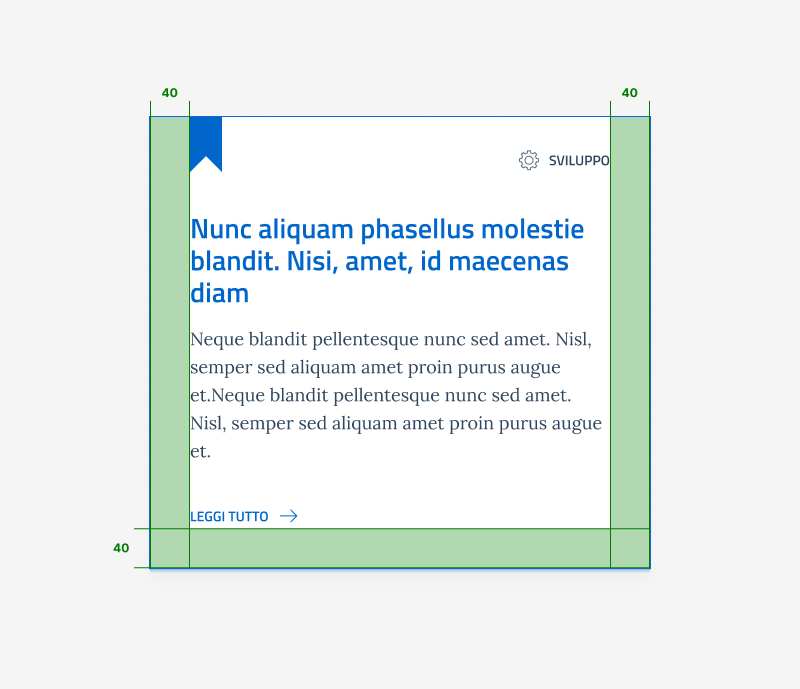 40
40
SVILUPPO
Nunc aliquam phasellus molestie
blandit. Nisi, amet, id maecenas
diam
Neque blandit pellentesque nunc sed amet. Nisl,
semper sed aliquam amet proin purus augue
et.Neque blandit pellentesque nunc sed amet.
Nisl, semper sed aliquam amet proin purus augue
et.
LEGGI TUTTO
40